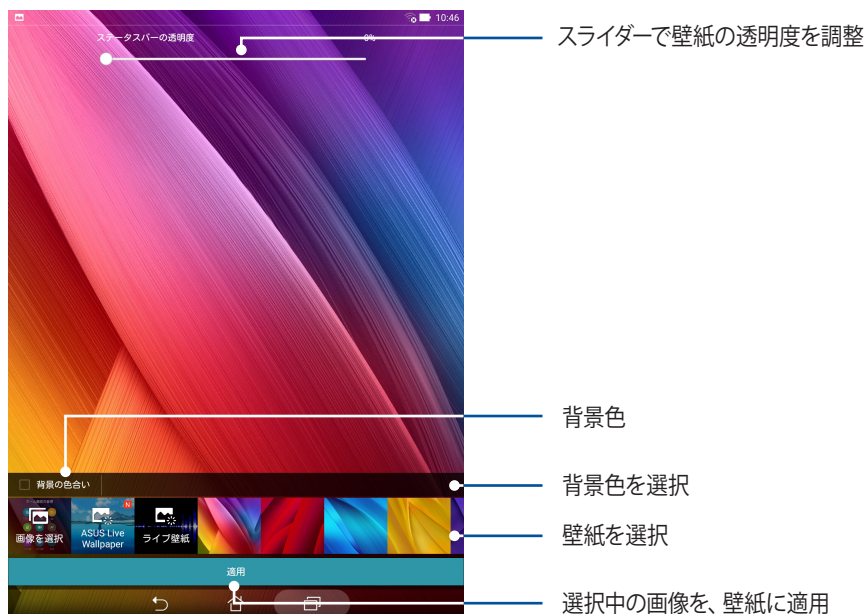 10:46
ステータスバーの透明度 0%
スライダーで壁紙の透明度を調整
背景色
背景の色合い
背景色を選択
画像を選択
N
ASUS Live
Wallpaper
ライブ壁紙
壁紙を選択
適用
選択中の画像を、壁紙に適用